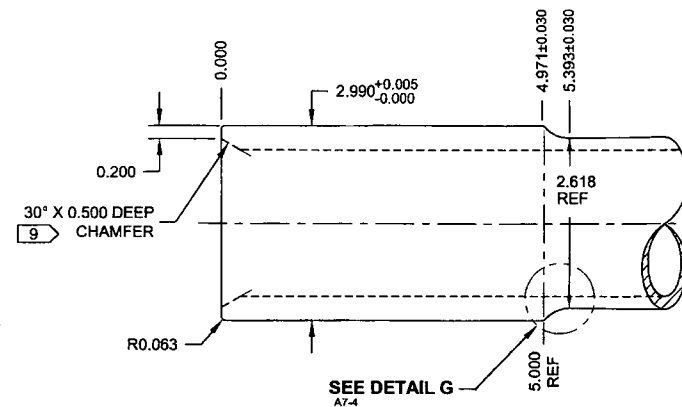 0.000
2.990 +0.005
-0.000
4.971±0.030
5.393±0.030
0.200
2.618
REF
30° X 0.500 DEEP
9 CHAMFER
R0.063
SEE DETAIL G
A7-4
5.000
REF